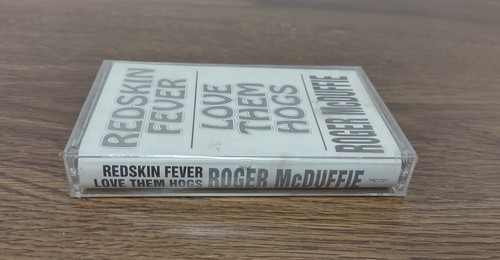 REDSKIN
FEVER
LOVE
THEM
HOGS
ROGER McDUFFIE
REDSKIN FEVER
LOVE THEM HOGS
ROGER McDUFFIE